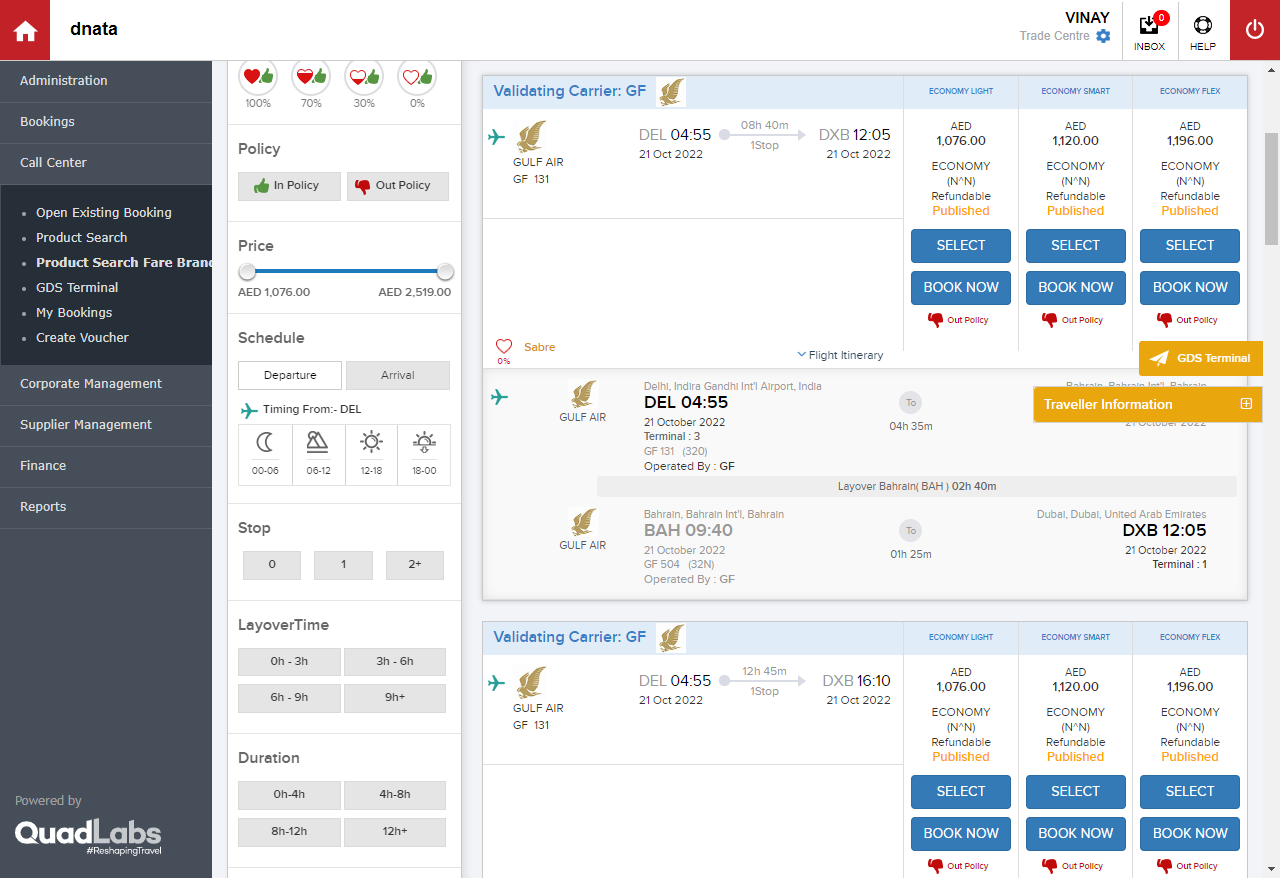 dnata
VINAY
Trade Centre
0
INBOX
HELP
Administration
Bookings
Call Center
Open Existing Booking
Product Search
Product Search Fare Brand
GDS Terminal
My Bookings
Create Voucher
Corporate Management
Supplier Management
Finance
Reports
Powered by
QuadLabs
#ReshapingTravel
100% 70% 30% 0%
Policy
In Policy Out Policy
Price
AED 1,076.00 AED 2,519.00
Schedule
Departure Arrival
Timing From:- DEL
00-06 06-12 12-18 18-00
Stop
0 1 2+
LayoverTime
0h - 3h 3h - 6h
6h - 9h 9h+
Duration
0h-4h 4h-8h
8h-12h 12h+
Validating Carrier: GF ECONOMY LIGHT ECONOMY SMART ECONOMY FLEX
GULF AIR
GF 131
DEL 04:55
21 Oct 2022
08h 40m
1Stop
DXB 12:05
21 Oct 2022
AED AED AED
1,076.00 1,120.00 1,196.00
ECONOMY ECONOMY ECONOMY
(N^N) (N^N) (N^N)
Refundable Refundable Refundable
Published Published Published
SELECT SELECT SELECT
BOOK NOW BOOK NOW BOOK NOW
Out Policy Out Policy Out Policy
0%
Sabre
Flight Itinerary
GDS Terminal
Traveller Information
GULF AIR
Delhi, Indira Gandhi Int'l Airport, India
DEL 04:55
21 October 2022
Terminal : 3
GF 131 (320)
Operated By : GF
To
04h 35m
Bahrain, Bahrain Int'l, Bahrain
21 October 2022
Layover Bahrain( BAH ) 02h 40m
GULF AIR
Bahrain, Bahrain Int'l, Bahrain
BAH 09:40
21 October 2022
GF 504 (32N)
Operated By : GF
To
01h 25m
Dubai, Dubai, United Arab Emirates
DXB 12:05
21 October 2022
Terminal : 1
Validating Carrier: GF ECONOMY LIGHT ECONOMY SMART ECONOMY FLEX
GULF AIR
GF 131
DEL 04:55
21 Oct 2022
12h 45m
1Stop
DXB 16:10
21 Oct 2022
AED AED AED
1,076.00 1,120.00 1,196.00
ECONOMY ECONOMY ECONOMY
(N^N) (N^N) (N^N)
Refundable Refundable Refundable
Published Published Published
SELECT SELECT SELECT
BOOK NOW BOOK NOW BOOK NOW
Out Policy Out Policy Out Policy